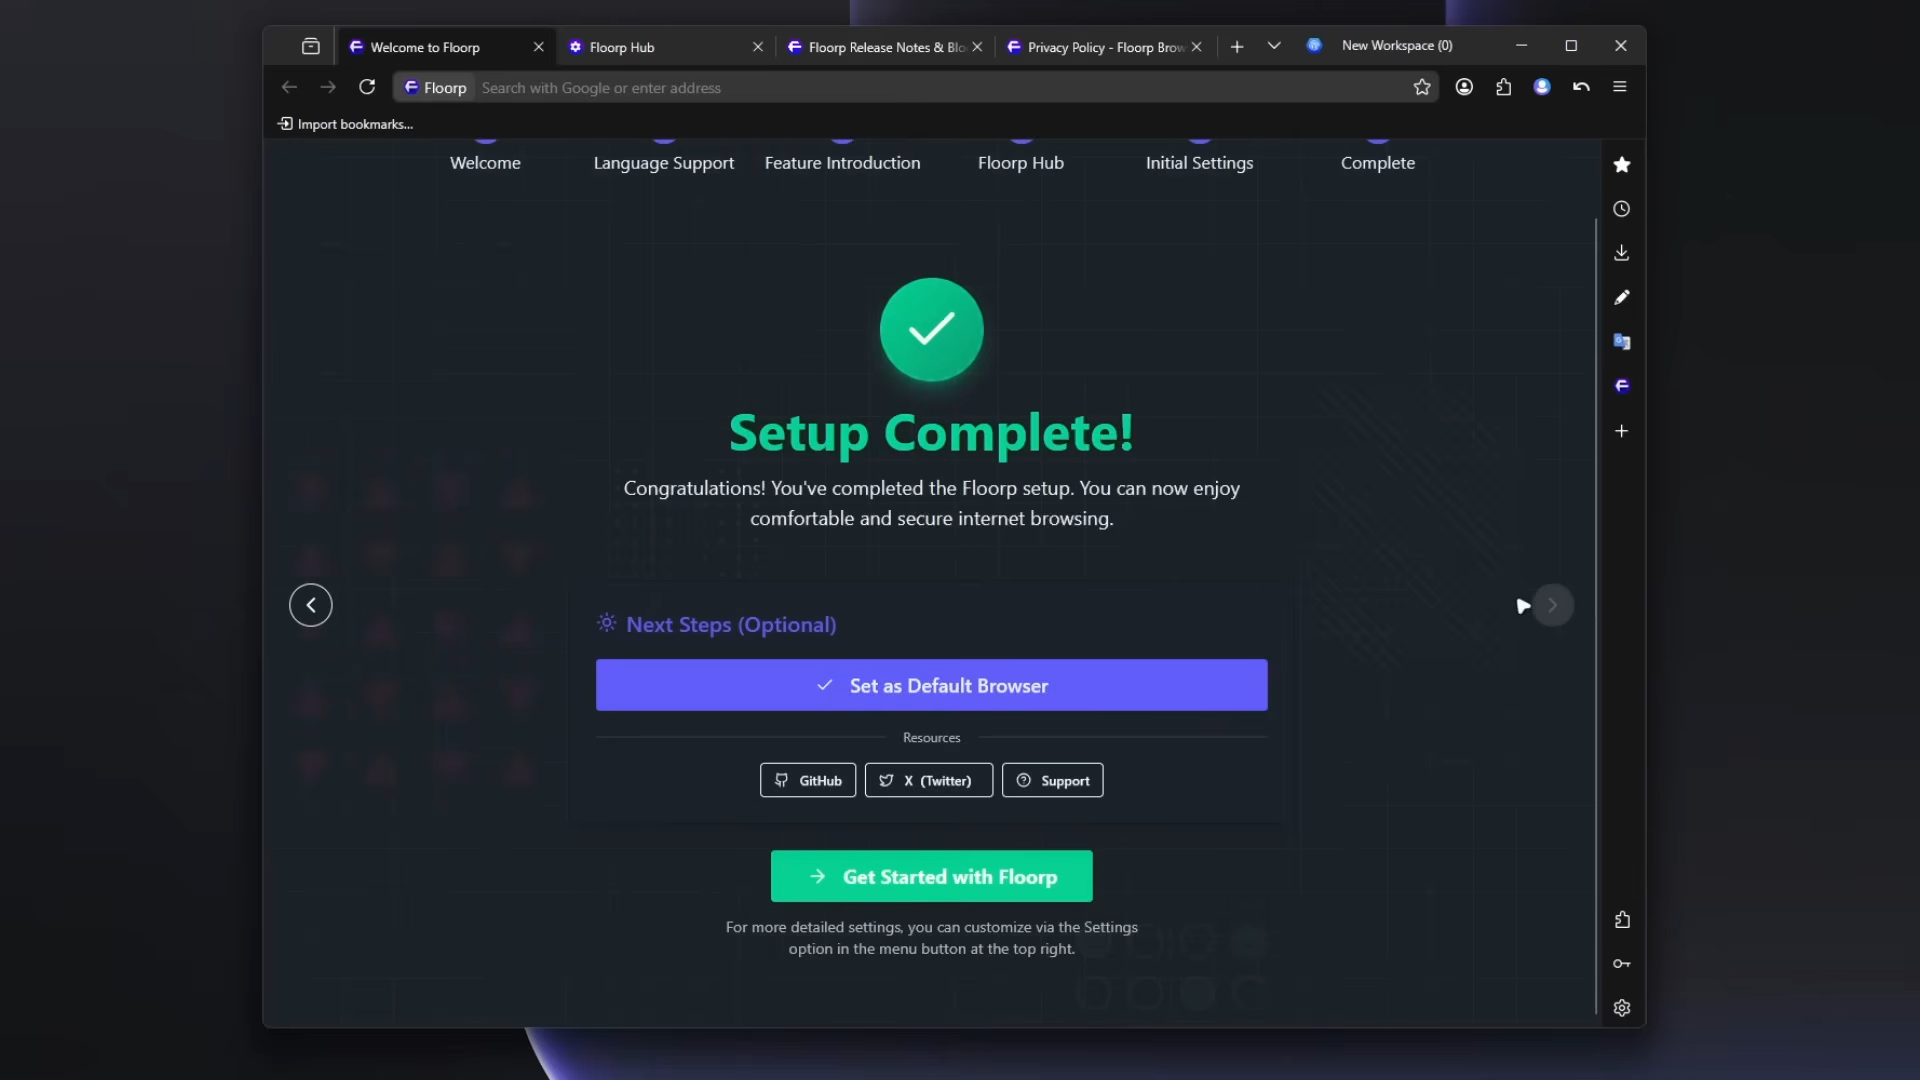 Welcome to Floorp
Floorp Hub
Floorp Release Notes & Blo
Privacy Policy - Floorp Brow
New Workspace (0)
Floorp
Search with Google or enter address
Import bookmarks...
Welcome
Language Support
Feature Introduction
Floorp Hub
Initial Settings
Complete
Setup Complete!
Congratulations! You've completed the Floorp setup. You can now enjoy
comfortable and secure internet browsing.
Next Steps (Optional)
Set as Default Browser
Resources
GitHub
X (Twitter)
Support
Get Started with Floorp
For more detailed settings, you can customize via the Settings
option in the menu button at the top right.